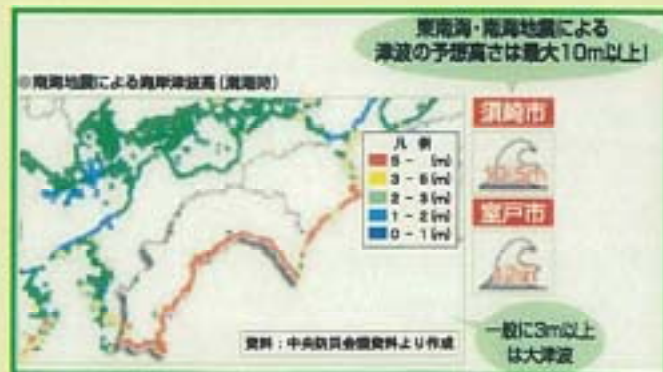 東南海・南海地震による
津波の予想高さは最大10m以上!
◎南海地震による海岸津波高(満潮時)
凡例
5 - (m)
3 - 5 (m)
2 - 3 (m)
1 - 2 (m)
0 - 1 (m)
須崎市
10.5m
室戸市
12m
一般に3m以上
は大津波
資料:中央防災会議資料より作成